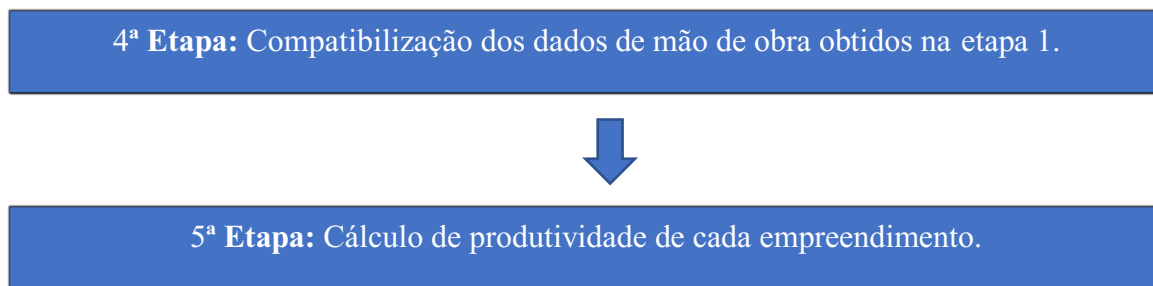 4ª Etapa: Compatibilização dos dados de mão de obra obtidos na etapa 1.
5ª Etapa: Cálculo de produtividade de cada empreendimento.